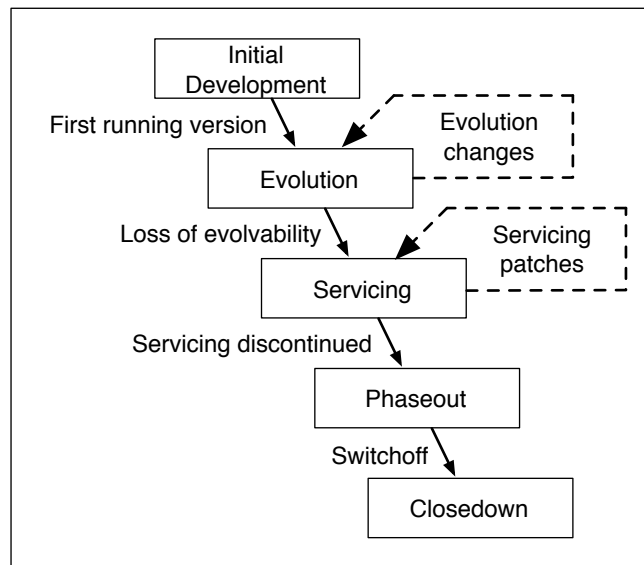 Initial
Development
First running version
Evolution
changes
Evolution
Loss of evolvability
Servicing
patches
Servicing
Servicing discontinued
Phaseout
Switchoff
Closedown